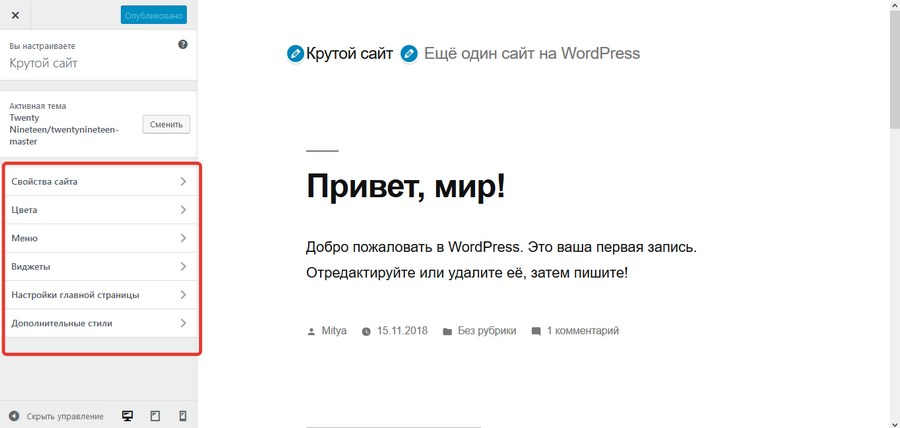 Опубликовано
Вы настраиваете
Крутой сайт
Активная тема
Twenty
Nineteen/twentynineteen-
master
Сменить
Свойства сайта
Цвета
Меню
Виджеты
Настройки главной страницы
Дополнительные стили
Скрыть управление
Крутой сайт Ещё один сайт на WordPress
Привет, мир!
Добро пожаловать в WordPress. Это ваша первая запись.
Отредактируйте или удалите её, затем пишите!
Mitya 15.11.2018 Без рубрики 1 комментарий